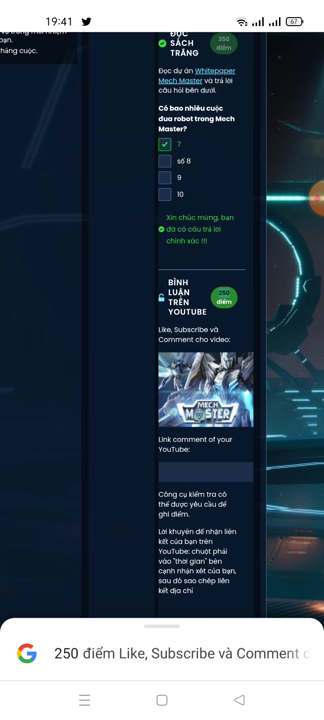 19:41
67
bạn.
hắng cuộc.
ĐỌC
SÁCH
TRẮNG
250
điểm
Đọc dự án Whitepaper
Mech Master và trả lời
câu hỏi bên dưới.
Có bao nhiêu cuộc
đua robot trong Mech
Master?
7
số 8
9
10
Xin chúc mừng, bạn
đã có câu trả lời
chính xác !!!
BÌNH
LUẬN
TRÊN
YOUTUBE
250
điểm
Like, Subscribe và
Comment cho video:
MECH
MASTER
Link comment of your
YouTube:
Công cụ kiểm tra có
thể được yêu cầu để
ghi điểm.
Lời khuyên để nhận liên
kết của bạn trên
YouTube: chuột phải
vào "thời gian" bên
cạnh nhận xét của bạn,
sau đó sao chép liên
kết địa chỉ
250 điểm Like, Subscribe và Comment c